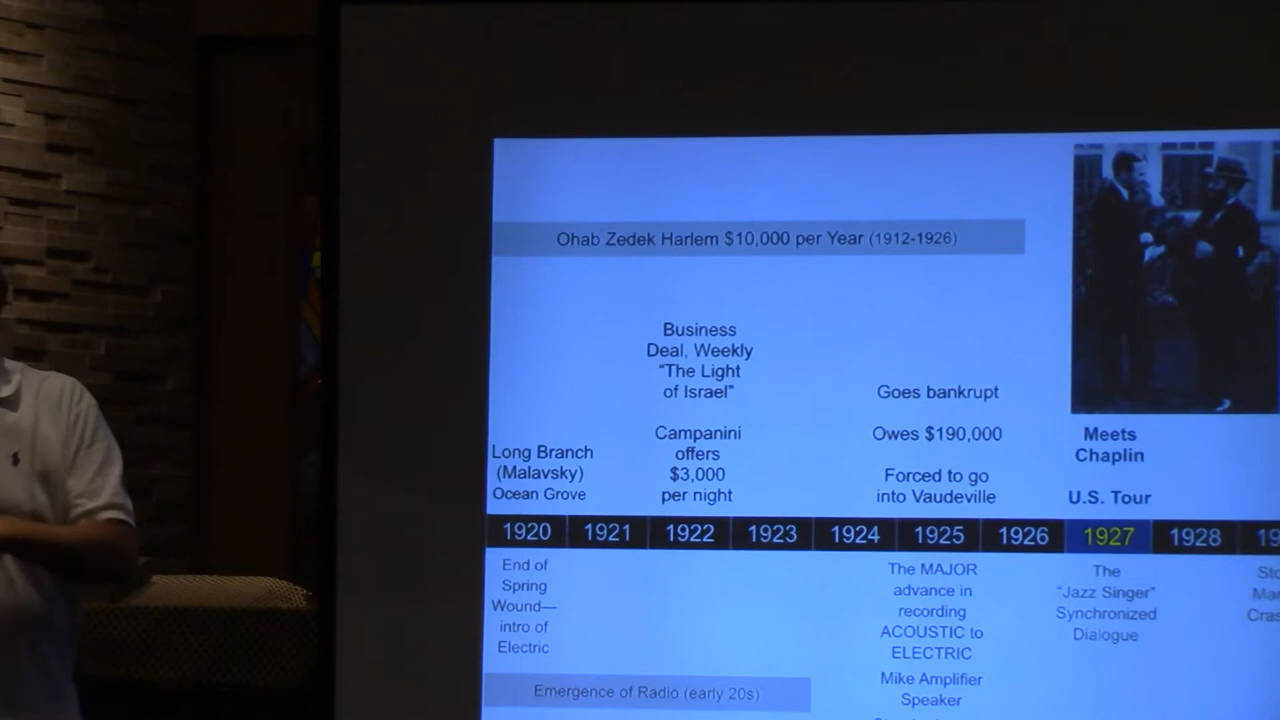 Ohab Zedek Harlem $10,000 per Year (1912-1926)
Business
Deal, Weekly
"The Light
of Israel"
Campanini
offers
$3,000
per night
Long Branch
(Malavsky)
Ocean Grove
Goes bankrupt
Owes $190,000
Forced to go
into Vaudeville
Meets
Chaplin
U.S. Tour
1920 1921 1922 1923 1924 1925 1926 1927 1928 19
End of
Spring
Wound—
intro of
Electric
The MAJOR
advance in
recording
ACOUSTIC to
ELECTRIC
Mike Amplifier
Speaker
The
"Jazz Singer"
Synchronized
Dialogue
Emergence of Radio (early 20s)